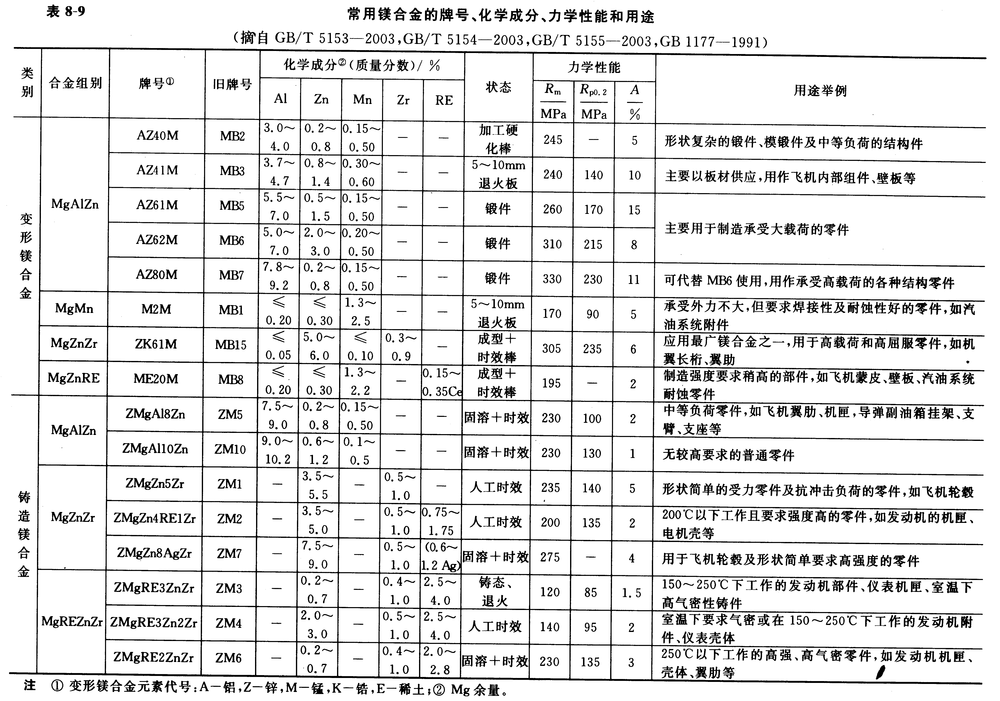 表 8-9
常用镁合金的牌号、化学成分、力学性能和用途
(摘自 GB/T 5153—2003,GB/T 5154—2003,GB/T 5155—2003,GB 1177—1991)
类别 合金组别 牌号① 旧牌号 化学成分②(质量分数)/ % 状态 力学性能 用途举例
Al Zn Mn Zr RE Rm/MPa Rp0.2/MPa A/%
变形镁合金
MgAlZn
AZ40M MB2 3.0～4.0 0.2～0.8 0.15～0.50 — — 加工硬化棒 245 — 5 形状复杂的锻件、模锻件及中等负荷的结构件
AZ41M MB3 3.7～4.7 0.8～1.4 0.30～0.60 — — 5～10mm退火板 240 140 10 主要以板材供应,用作飞机内部组件、壁板等
AZ61M MB5 5.5～7.0 0.5～1.5 0.15～0.50 — — 锻件 260 170 15 主要用于制造承受大载荷的零件
AZ62M MB6 5.0～7.0 2.0～3.0 0.20～0.50 — — 锻件 310 215 8
AZ80M MB7 7.8～9.2 0.2～0.8 0.15～0.50 — — 锻件 330 230 11 可代替 MB6 使用,用作承受高载荷的各种结构零件
MgMn M2M MB1 ≤0.20 ≤0.30 1.3～2.5 — — 5～10mm退火板 170 90 5 承受外力不大,但要求焊接性及耐蚀性好的零件,如汽油系统附件
MgZnZr ZK61M MB15 ≤0.05 5.0～6.0 ≤0.10 0.3～0.9 — 成型＋时效棒 305 235 6 应用最广镁合金之一,用于高载荷和高屈服零件,如机翼长桁、翼助
MgZnRE ME20M MB8 ≤0.20 ≤0.30 1.3～2.2 — 0.15～0.35Ce 成型＋时效棒 195 — 2 制造强度要求稍高的部件,如飞机蒙皮、壁板、汽油系统耐蚀零件
铸造镁合金
MgAlZn
ZMgAl8Zn ZM5 7.5～9.0 0.2～0.8 0.15～0.50 — — 固溶＋时效 230 100 2 中等负荷零件,如飞机翼肋、机匣,导弹副油箱挂架、支臂、支座等
ZMgAl10Zn ZM10 9.0～10.2 0.6～1.2 0.1～0.5 — — 固溶＋时效 230 130 1 无较高要求的普通零件
MgZnZr
ZMgZn5Zr ZM1 — 3.5～5.5 — 0.5～1.0 — 人工时效 235 140 5 形状简单的受力零件及抗冲击负荷的零件,如飞机轮毂
ZMgZn4RE1Zr ZM2 — 3.5～5.0 — 0.5～1.0 0.75～1.75 人工时效 200 135 2 200℃以下工作且要求强度高的零件,如发动机的机匣、电机壳等
ZMgZn8AgZr ZM7 — 7.5～9.0 — 0.5～1.0 (0.6～1.2 Ag) 固溶＋时效 275 — 4 用于飞机轮毂及形状简单要求高强度的零件
MgREZnZr
ZMgRE3ZnZr ZM3 — 0.2～0.7 — 0.4～1.0 2.5～4.0 铸态、退火 120 85 1.5 150～250℃下工作的发动机部件、仪表机匣、室温下高气密性铸件
ZMgRE3Zn2Zr ZM4 — 2.0～3.0 — 0.5～1.0 2.5～4.0 人工时效 140 95 2 室温下要求气密或在 150～250℃下工作的发动机附件、仪表壳体
ZMgRE2ZnZr ZM6 — 0.2～0.7 — 0.4～1.0 2.0～2.8 固溶＋时效 230 135 3 250℃以下工作的高强、高气密零件,如发动机机匣、壳体、翼肋等
注 ① 变形镁合金元素代号:A—铝,Z—锌,M—锰,K—锆,E—稀土;② Mg 余量。